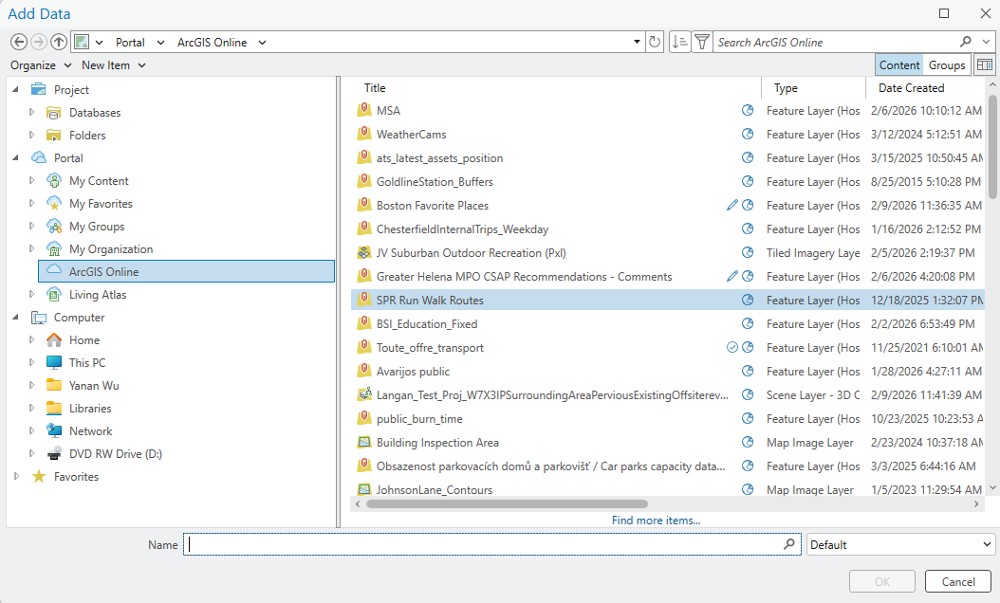 Add Data
Portal ArcGIS Online Search ArcGIS Online
Organize New Item Content Groups
Project
Databases
Folders
Portal
My Content
My Favorites
My Groups
My Organization
ArcGIS Online
Living Atlas
Computer
Home
This PC
Yanan Wu
Libraries
Network
DVD RW Drive (D:)
Favorites
Title Type Date Created
MSA Feature Layer (Hos 2/6/2026 10:10:12 AM
WeatherCams Feature Layer (Hos 3/12/2024 5:12:51 AM
ats_latest_assets_position Feature Layer (Hos 3/15/2025 10:50:45 AM
GoldlineStation_Buffers Feature Layer (Hos 8/25/2015 5:10:28 PM
Boston Favorite Places Feature Layer (Hos 2/9/2026 11:36:35 AM
ChesterfieldInternalTrips_Weekday Feature Layer (Hos 1/16/2026 2:12:52 PM
JV Suburban Outdoor Recreation (Pxl) Tiled Imagery Laye 2/5/2026 2:19:37 PM
Greater Helena MPO CSAP Recommendations - Comments Feature Layer (Hos 2/6/2026 4:20:08 PM
SPR Run Walk Routes Feature Layer (Hos 12/18/2025 1:32:07 PM
BSI_Education_Fixed Feature Layer (Hos 2/2/2026 6:53:49 PM
Toute_offre_transport Feature Layer (Hos 11/25/2021 6:10:01 AM
Avarijos public Feature Layer (Hos 1/28/2026 4:27:11 AM
Langan_Test_Proj_W7X3IPSurroundingAreaPerviousExistingOffsiterev... Scene Layer - 3D C 2/9/2026 11:41:39 AM
public_burn_time Feature Layer (Hos 10/23/2025 10:23:53 A
Building Inspection Area Map Image Layer 2/23/2024 10:37:18 AM
Obsazenost parkovacích domů a parkovišť / Car parks capacity data... Feature Layer (Hos 3/3/2025 6:44:16 AM
JohnsonLane_Contours Map Image Layer 1/5/2023 11:29:54 AM
Find more items...
Name Default
OK Cancel